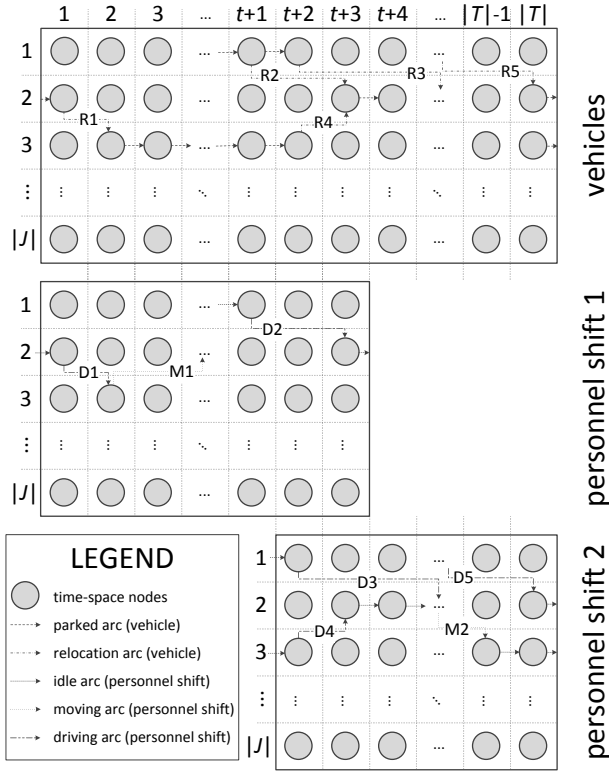 1 2 3 ... t+1 t+2 t+3 t+4 ... |T|-1 |T|
1 ... ...
R2 R3 R5
2 ... ...
R1 R4
3 ... ...
⋮ ⋮ ⋮ ⋮ ⋱ ⋮ ⋮ ⋮ ⋮ ⋱ ⋮ ⋮
|J| ... ...
vehicles
1 ...
D2
2 ...
D1 M1
3 ...
⋮ ⋮ ⋮ ⋮ ⋱ ⋮ ⋮ ⋮
|J| ...
personnel shift 1
1 ...
D3 D5
2 ...
D4 M2
3 ...
⋮ ⋮ ⋮ ⋮ ⋱ ⋮ ⋮
|J| ...
personnel shift 2
LEGEND
time-space nodes
parked arc (vehicle)
relocation arc (vehicle)
idle arc (personnel shift)
moving arc (personnel shift)
driving arc (personnel shift)